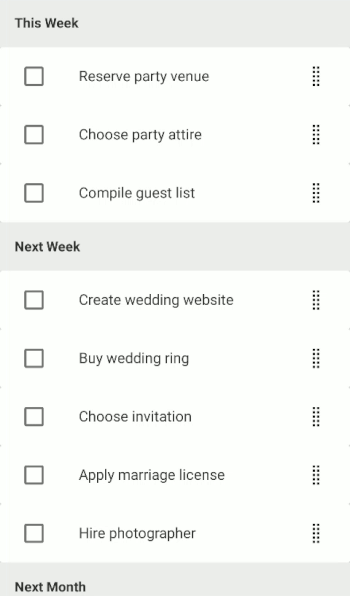 This Week
Reserve party venue
Choose party attire
Compile guest list
Next Week
Create wedding website
Buy wedding ring
Choose invitation
Apply marriage license
Hire photographer
Next Month